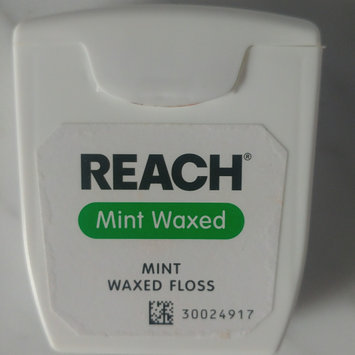 REACH®
Mint Waxed
MINT
WAXED FLOSS
30024917